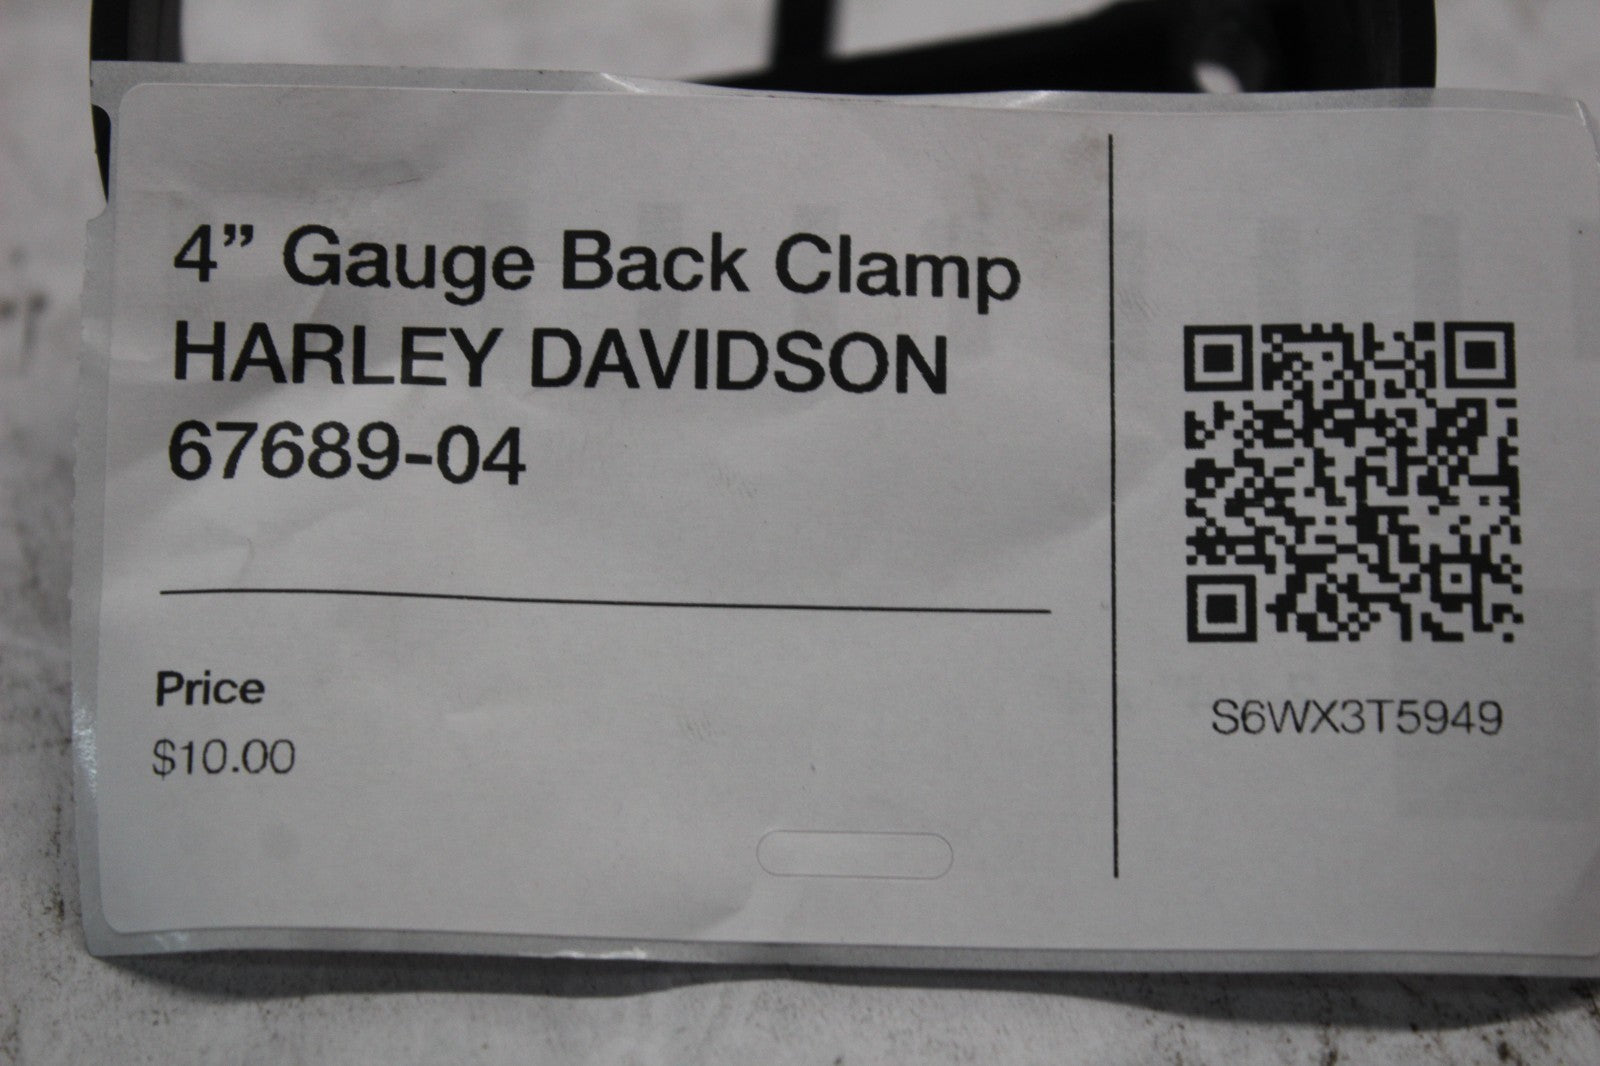 4” Gauge Back Clamp
HARLEY DAVIDSON
67689-04
Price
$10.00
S6WX3T5949